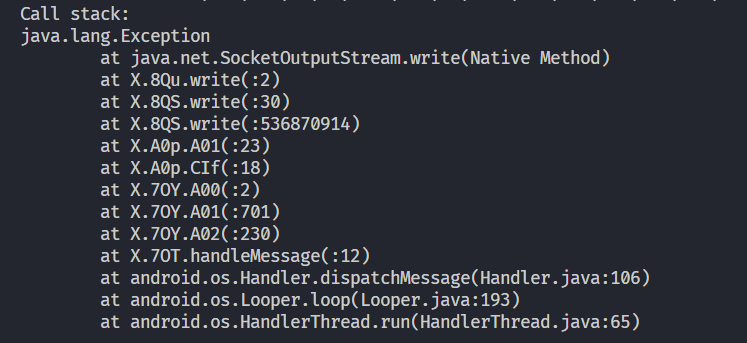 Call stack:
java.lang.Exception
at java.net.SocketOutputStream.write(Native Method)
at X.8Qu.write(:2)
at X.8QS.write(:30)
at X.8QS.write(:536870914)
at X.A0p.A01(:23)
at X.A0p.CIf(:18)
at X.7OY.A00(:2)
at X.7OY.A01(:701)
at X.7OY.A02(:230)
at X.7OT.handleMessage(:12)
at android.os.Handler.dispatchMessage(Handler.java:106)
at android.os.Looper.loop(Looper.java:193)
at android.os.HandlerThread.run(HandlerThread.java:65)